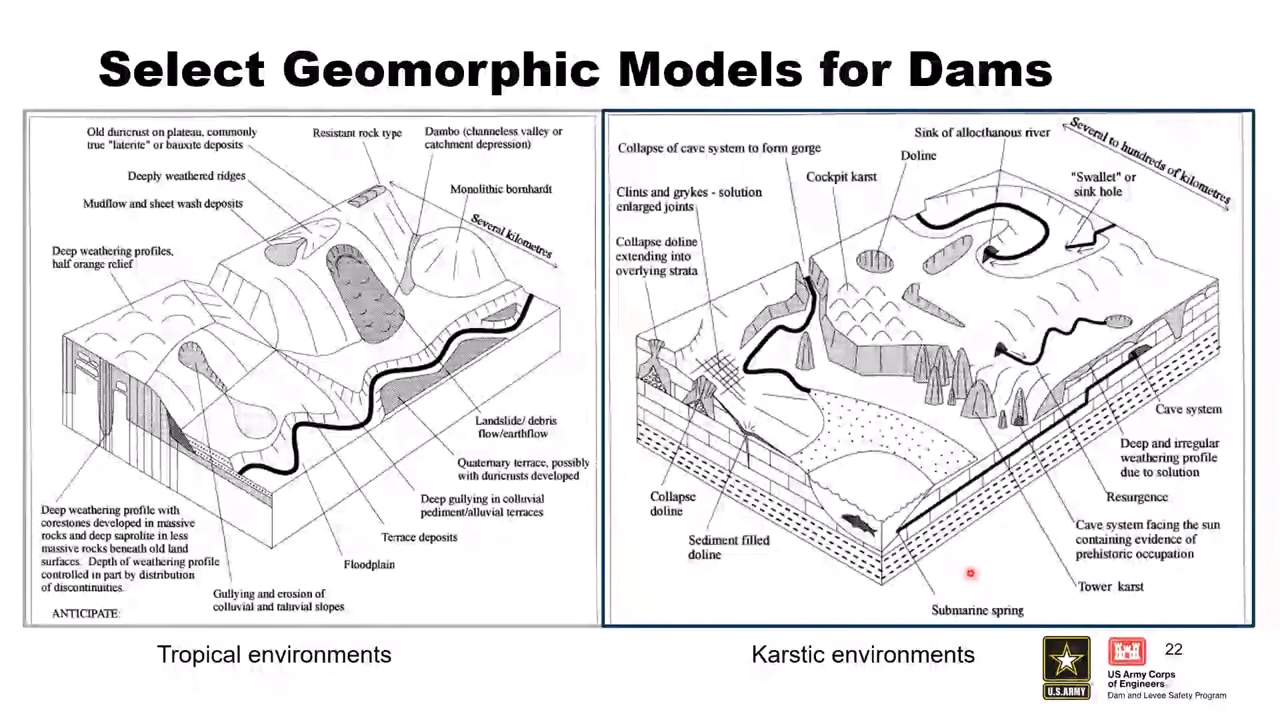 Select Geomorphic Models for Dams
Old duricrust on plateau, commonly
true "laterite" or bauxite deposits
Resistant rock type
Dambo (channeless valley or
catchment depression)
Deeply weathered ridges
Monolithic bornhardt
Mudflow and sheet wash deposits
Several kilometres
Deep weathering profiles,
half orange relief
Landslide/ debris
flow/earthflow
Quaternary terrace, possibly
with duricrusts developed
Deep gullying in colluvial
pediment/alluvial terraces
Terrace deposits
Floodplain
Deep weathering profile with
corestones developed in massive
rocks and deep saprolite in less
massive rocks beneath old land
surfaces. Depth of weathering profile
controlled in part by distribution
of discontinuities.
Gullying and erosion of
colluvial and taluvial slopes
ANTICIPATE:
Sink of allocthanous river
Several to hundreds of kilometres
Collapse of cave system to form gorge
Doline
Cockpit karst
"Swallet" or
sink hole
Clints and grykes - solution
enlarged joints
Collapse doline
extending into
overlying strata
Cave system
Deep and irregular
weathering profile
due to solution
Resurgence
Collapse
doline
Sediment filled
doline
Cave system facing the sun
containing evidence of
prehistoric occupation
Tower karst
Submarine spring
Tropical environments
Karstic environments
22
U.S.ARMY
US Army Corps
of Engineers
Dam and Levee Safety Program